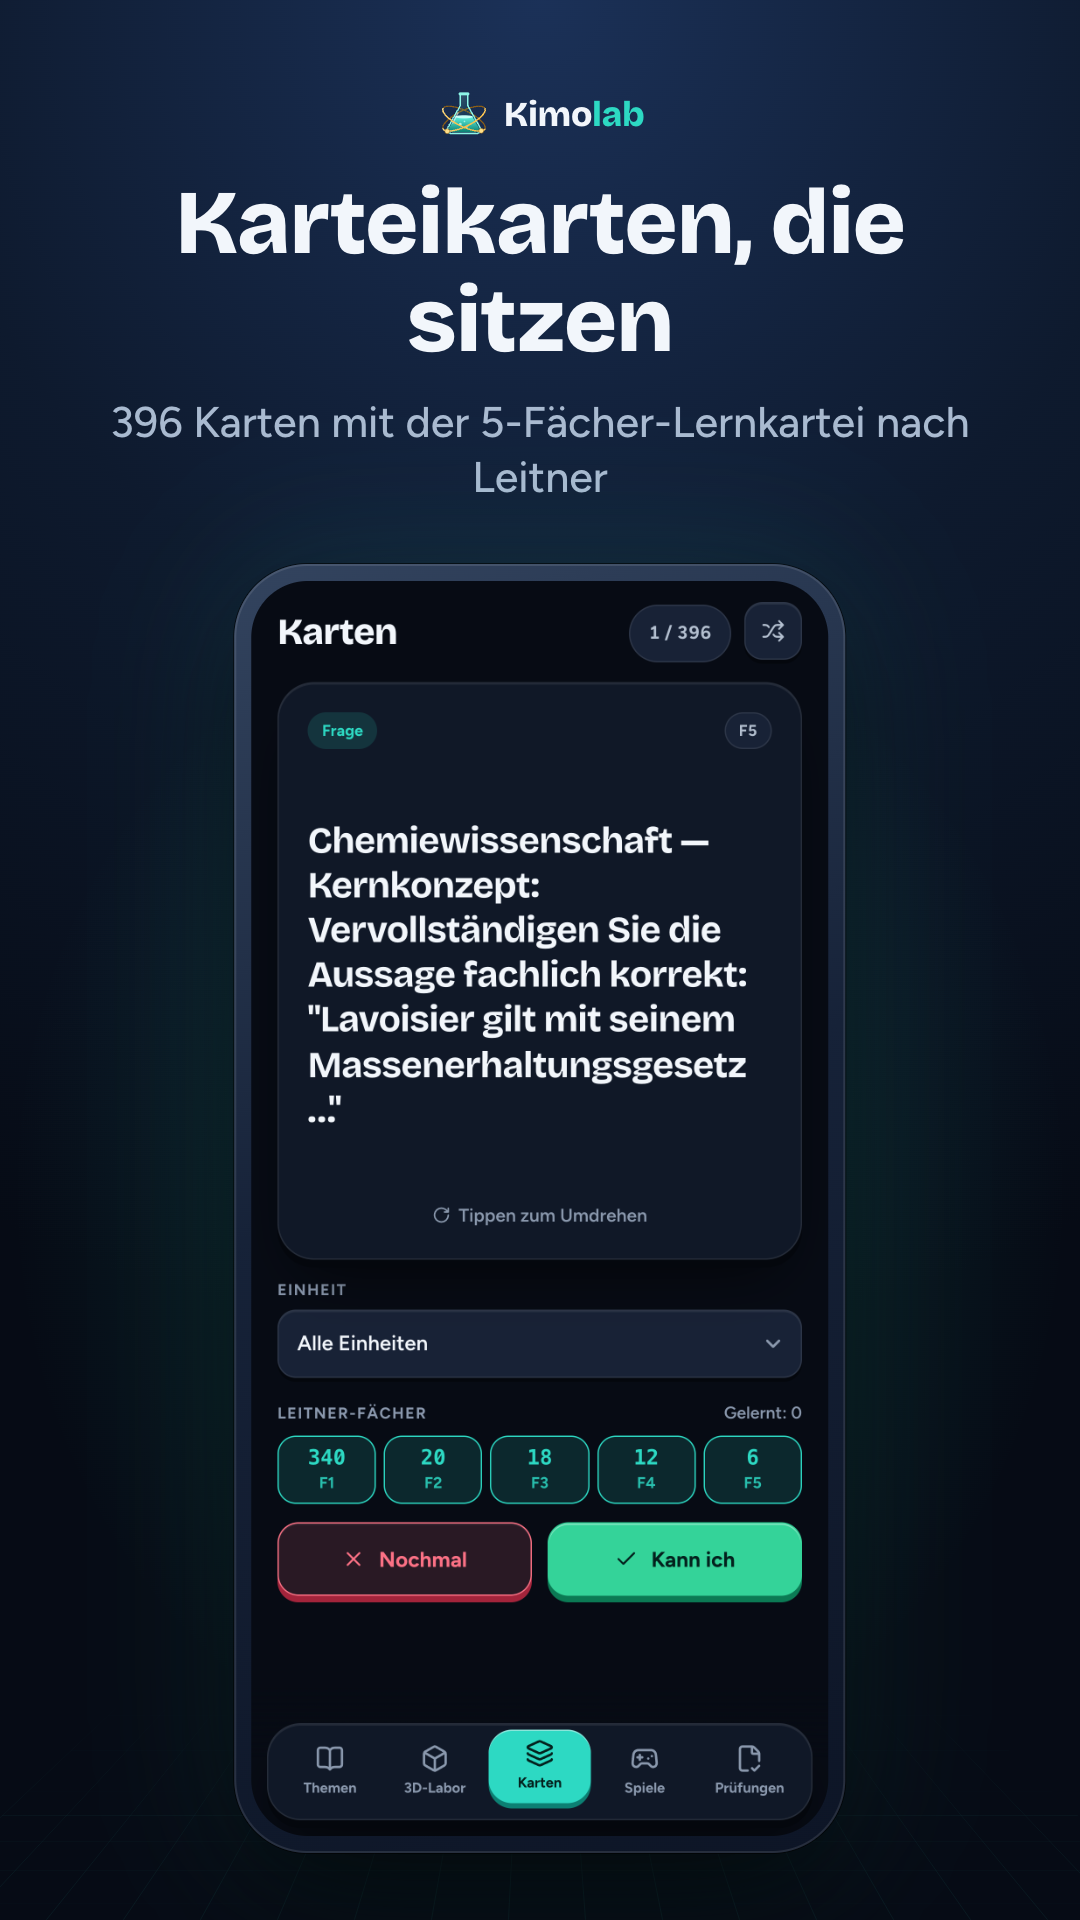 Kimolab
Karteikarten, die
sitzen
396 Karten mit der 5-Fächer-Lernkartei nach
Leitner
Karten
1 / 396
Frage
F5
Chemiewissenschaft —
Kernkonzept:
Vervollständigen Sie die
Aussage fachlich korrekt:
"Lavoisier gilt mit seinem
Massenerhaltungsgesetz
..."
Tippen zum Umdrehen
EINHEIT
Alle Einheiten
LEITNER-FÄCHER
Gelernt: 0
340 20 18 12 6
F1 F2 F3 F4 F5
Nochmal
Kann ich
Themen 3D-Labor Karten Spiele Prüfungen